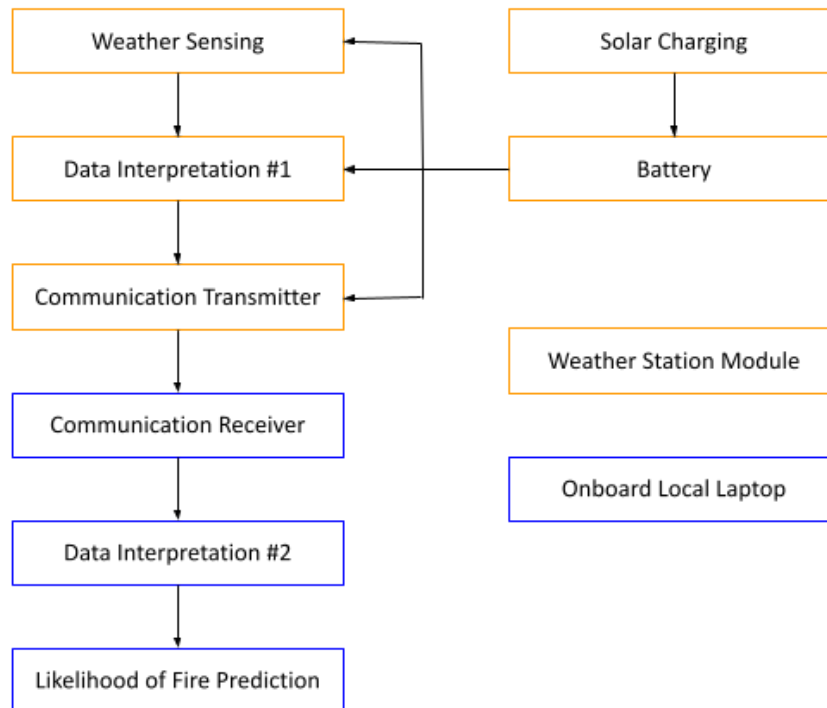 Weather Sensing
Solar Charging
Data Interpretation #1
Battery
Communication Transmitter
Weather Station Module
Communication Receiver
Onboard Local Laptop
Data Interpretation #2
Likelihood of Fire Prediction